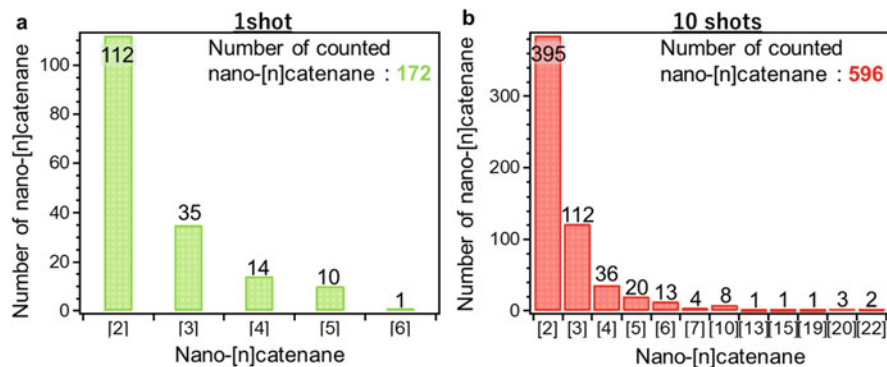 a
1shot
Number of counted
nano-[n]catenane : 172
Number of nano-[n]catenane
100
80
60
40
20
0
112
35
14
10
1
[2] [3] [4] [5] [6]
Nano-[n]catenane
b
10 shots
Number of counted
nano-[n]catenane : 596
Number of nano-[n]catenane
300
200
100
0
395
112
36
20
13
4
8
1
1
1
3
2
[2] [3] [4] [5] [6] [7] [10] [13] [15] [19] [20] [22]
Nano-[n]catenane